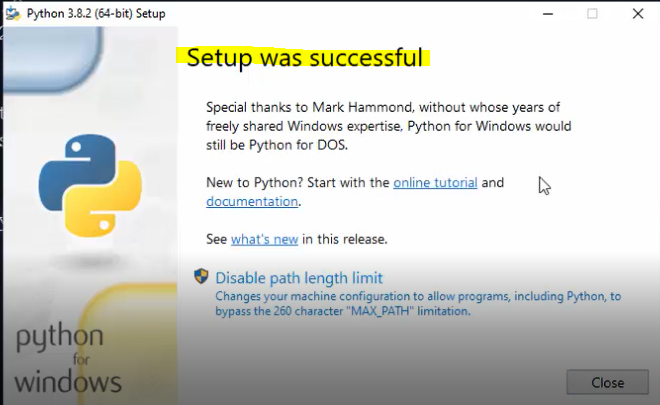 Python 3.8.2 (64-bit) Setup
Setup was successful
Special thanks to Mark Hammond, without whose years of
freely shared Windows expertise, Python for Windows would
still be Python for DOS.
New to Python? Start with the online tutorial and
documentation.
See what's new in this release.
Disable path length limit
Changes your machine configuration to allow programs, including Python, to
bypass the 260 character "MAX_PATH" limitation.
python
for
windows
Close